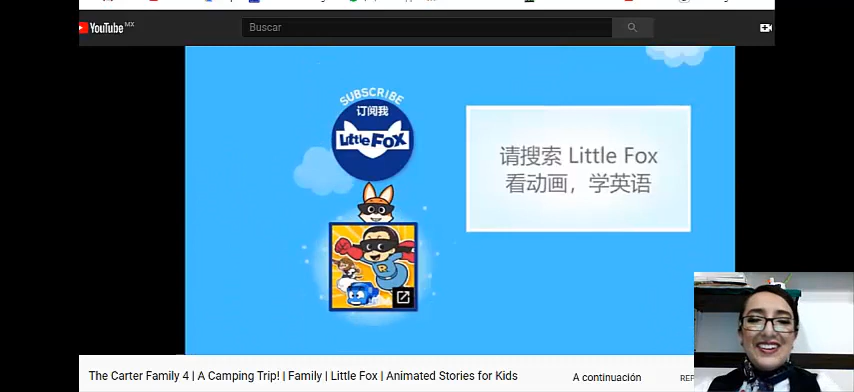 YouTube MX
Buscar
SUBSCRIBE
订阅我
Little Fox
请搜索 Little Fox
看动画，学英语
R
The Carter Family 4 | A Camping Trip! | Family | Little Fox | Animated Stories for Kids
A continuación